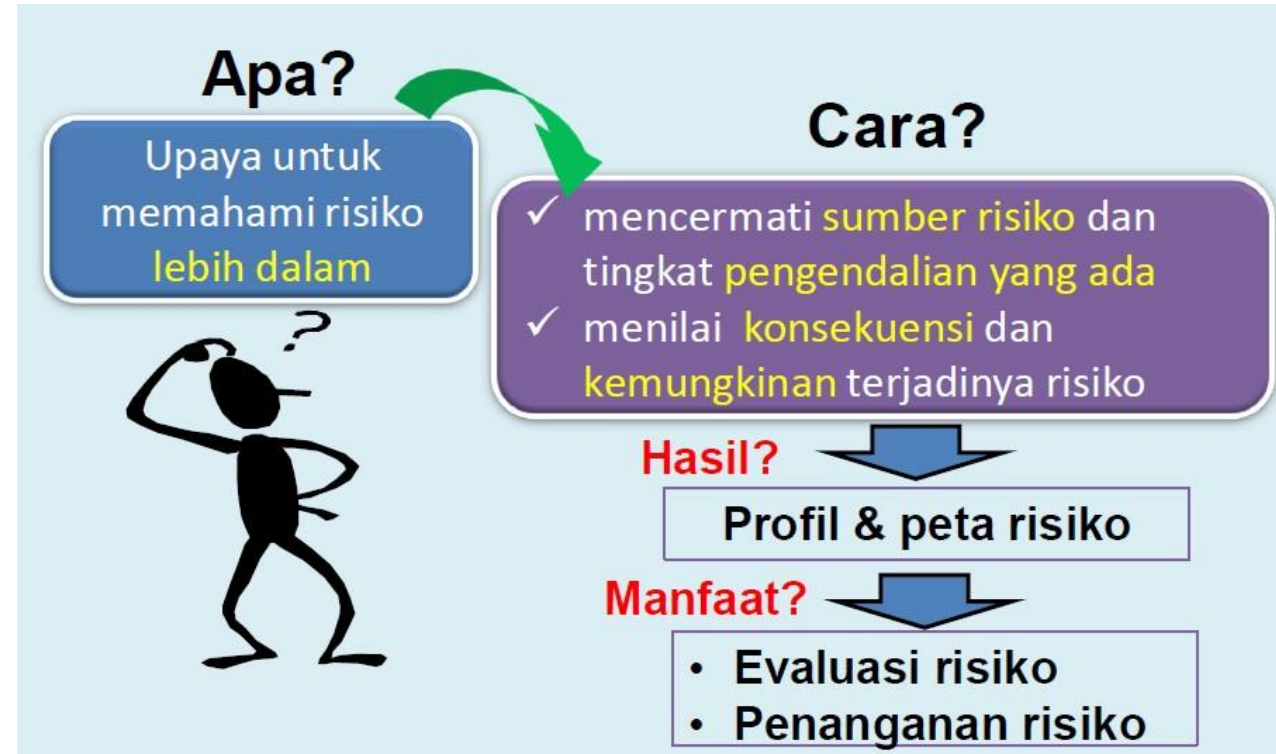 Apa?
Upaya untuk
memahami risiko
lebih dalam
?
Cara?
✓ mencermati sumber risiko dan
tingkat pengendalian yang ada
✓ menilai konsekuensi dan
kemungkinan terjadinya risiko
Hasil?
Profil & peta risiko
Manfaat?
• Evaluasi risiko
• Penanganan risiko